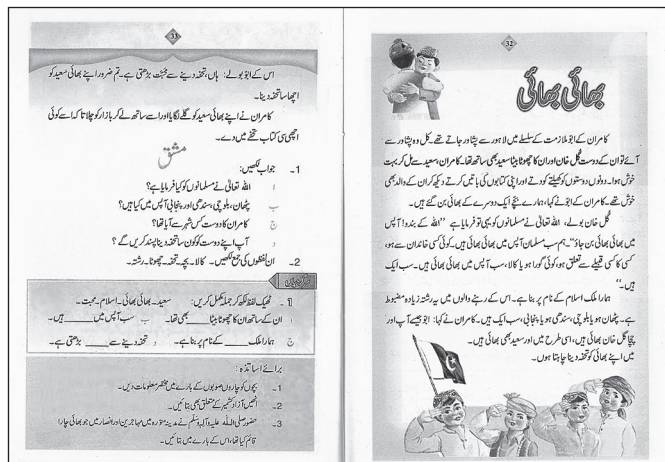 32
بھائی بھائی
کامران کے ابو ملازمت کے سلسلے میں لاہور سے پشاور جاتے تھے۔ کل وہ پشاور سے
آئے تو ان کے دوست گل خان اور ان کا چھوٹا بیٹا سعید بھی ساتھ تھا۔ کامران، سعید سے مل کر بہت
خوش ہوا۔ دونوں دوستوں کو کھیلتے کودتے اور اپنی کتابوں کی باتیں کرتے دیکھ کر ان کے والد بھی
خوش تھے۔ کامران کے ابو نے کہا، ہمارے بچے ایک دوسرے کے بھائی بن گئے ہیں۔
گل خان بولے، اللہ تعالیٰ نے مسلمانوں کو یہی تو فرمایا ہے "اللہ کے بندو! آپس
میں بھائی بھائی بن جاؤ"۔ ہم سب مسلمان آپس میں بھائی بھائی ہیں۔ کوئی کسی خاندان سے ہو،
کسی کا کسی قبیلے سے تعلق ہو، کوئی گورا ہو یا کالا، سب آپس میں بھائی بھائی ہیں۔ سب ایک
ہیں۔"
ہمارا ملک اسلام کے نام پر بنا ہے۔ اس کے رہنے والوں میں یہ رشتہ زیادہ مضبوط
ہے۔ پٹھان ہو یا بلوچی، سندھی ہو یا پنجابی، سب ایک ہیں۔ کامران نے کہا: ابو جیسے آپ اور
چچا گل خان بھائی ہیں، اسی طرح میں اور سعید بھی بھائی ہیں۔
میں اپنے بھائی کو تحفہ دینا چاہتا ہوں۔
33
اس کے ابو بولے: ہاں، تحفہ دینے سے محبت بڑھتی ہے۔ تم ضرور اپنے بھائی سعید کو
اچھا سا تحفہ دینا۔
کامران نے اپنے بھائی سعید کو گلے لگایا اور اسے ساتھ لے کر بازار کو چلا تاکہ اسے کوئی
اچھی سی کتاب تحفے میں دے۔
مشق
1۔ جواب لکھیں:
ا اللہ تعالیٰ نے مسلمانوں کو کیا فرمایا ہے؟
ب پٹھان، بلوچی، سندھی اور پنجابی آپس میں کیا ہیں؟
ج کامران کا دوست کس شہر سے آیا تھا؟
د آپ اپنے دوست کو کون سا تحفہ دینا پسند کریں گے؟
2۔ ان لفظوں کی جمع لکھیں۔ کالا۔ بچہ۔ تحفہ۔ چھوٹا۔ رشتہ۔
1۔ ٹھیک لفظ لکھ کر جملہ مکمل کریں: سعید۔ بھائی بھائی۔ اسلام۔ محبت۔
ا ان کے ساتھ ان کا چھوٹا بیٹا ____ بھی تھا۔ ب سب آپس میں ____ ہیں۔
ج ہمارا ملک ____ کے نام پر بنا ہے۔ د تحفہ دینے سے ____ بڑھتی ہے۔
برائے اساتذہ:
1۔ بچوں کو چاروں صوبوں کے بارے میں مختصر معلومات دیں۔
2۔ انھیں آزاد کشمیر کے متعلق بھی بتائیں۔
3۔ حضور صلی اللہ علیہ وآلہ وسلم نے مدینہ منورہ میں مہاجرین اور انصار میں جو بھائی چارا
قائم کیا تھا، اس کے بارے میں بتائیں۔